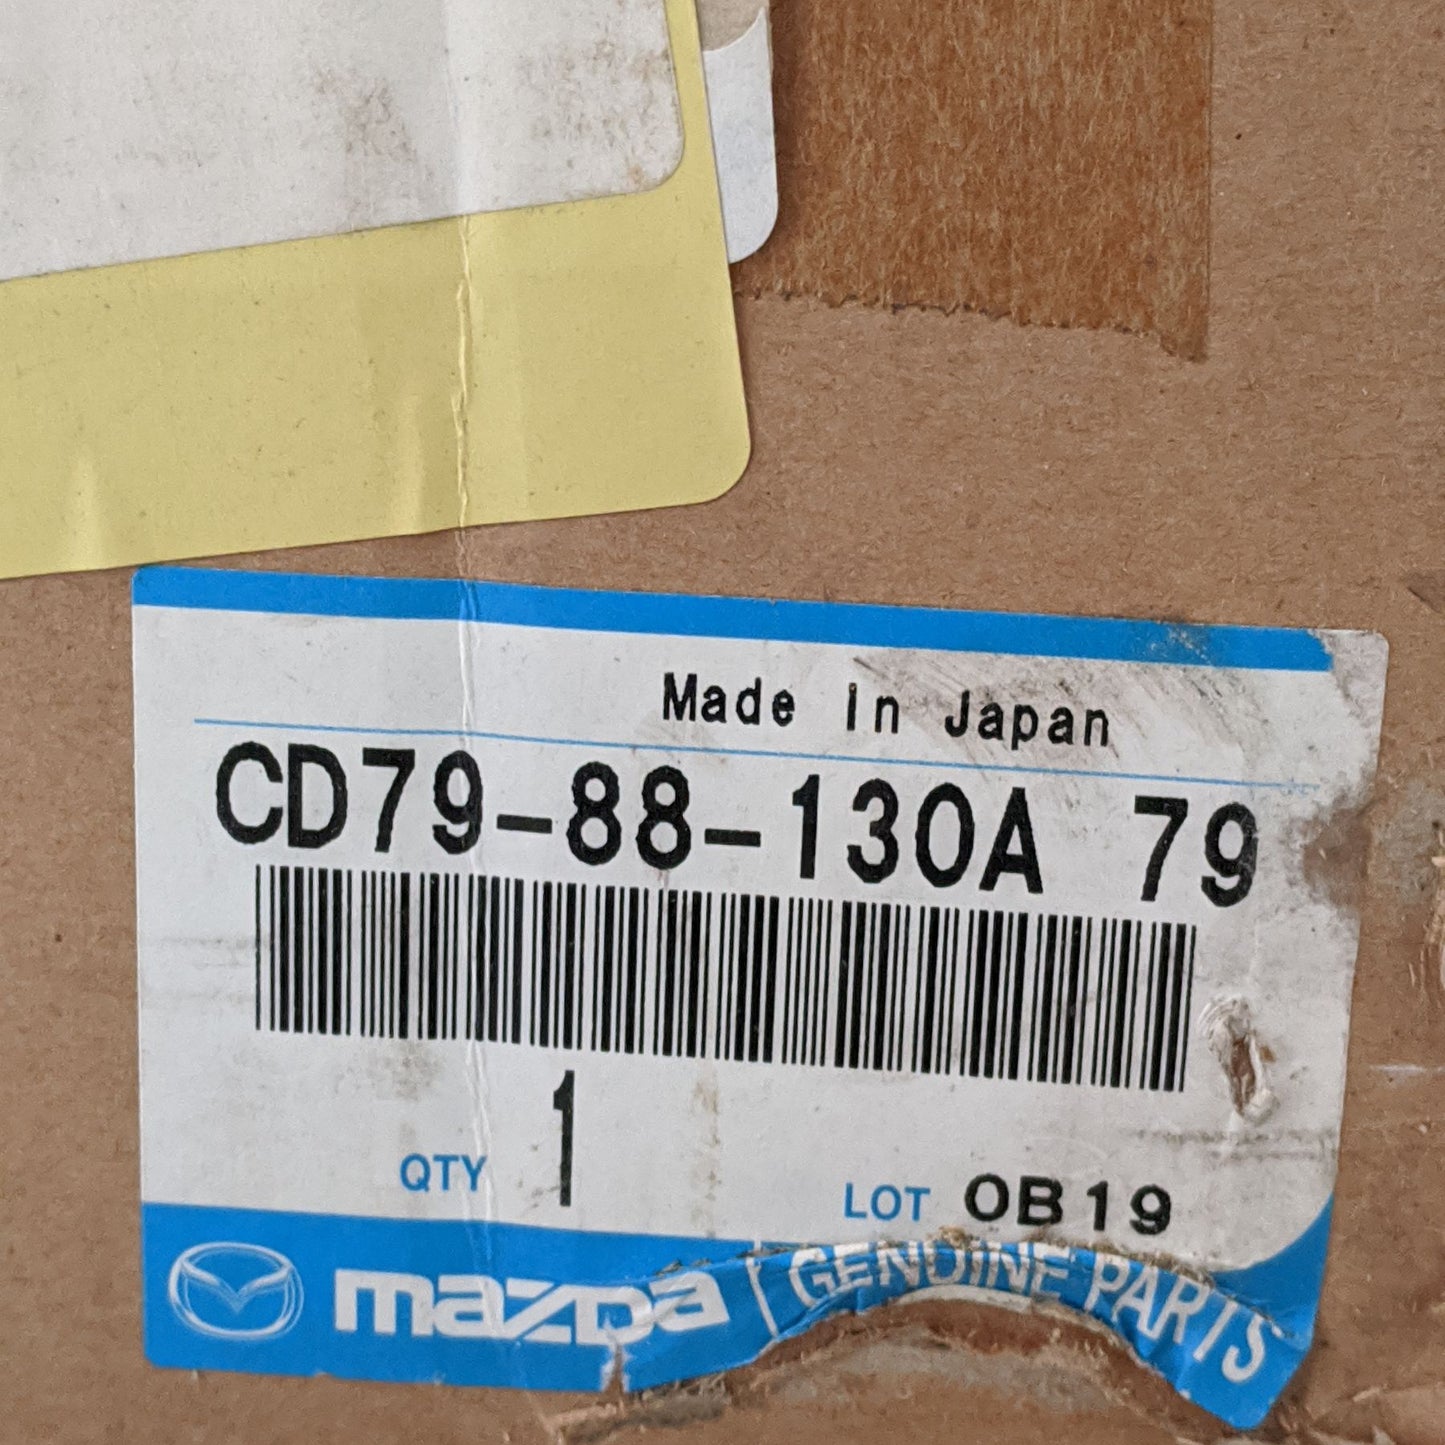 Made In Japan
CD79-88-130A 79
QTY 1
LOT 0B19
mazda GENUINE PARTS